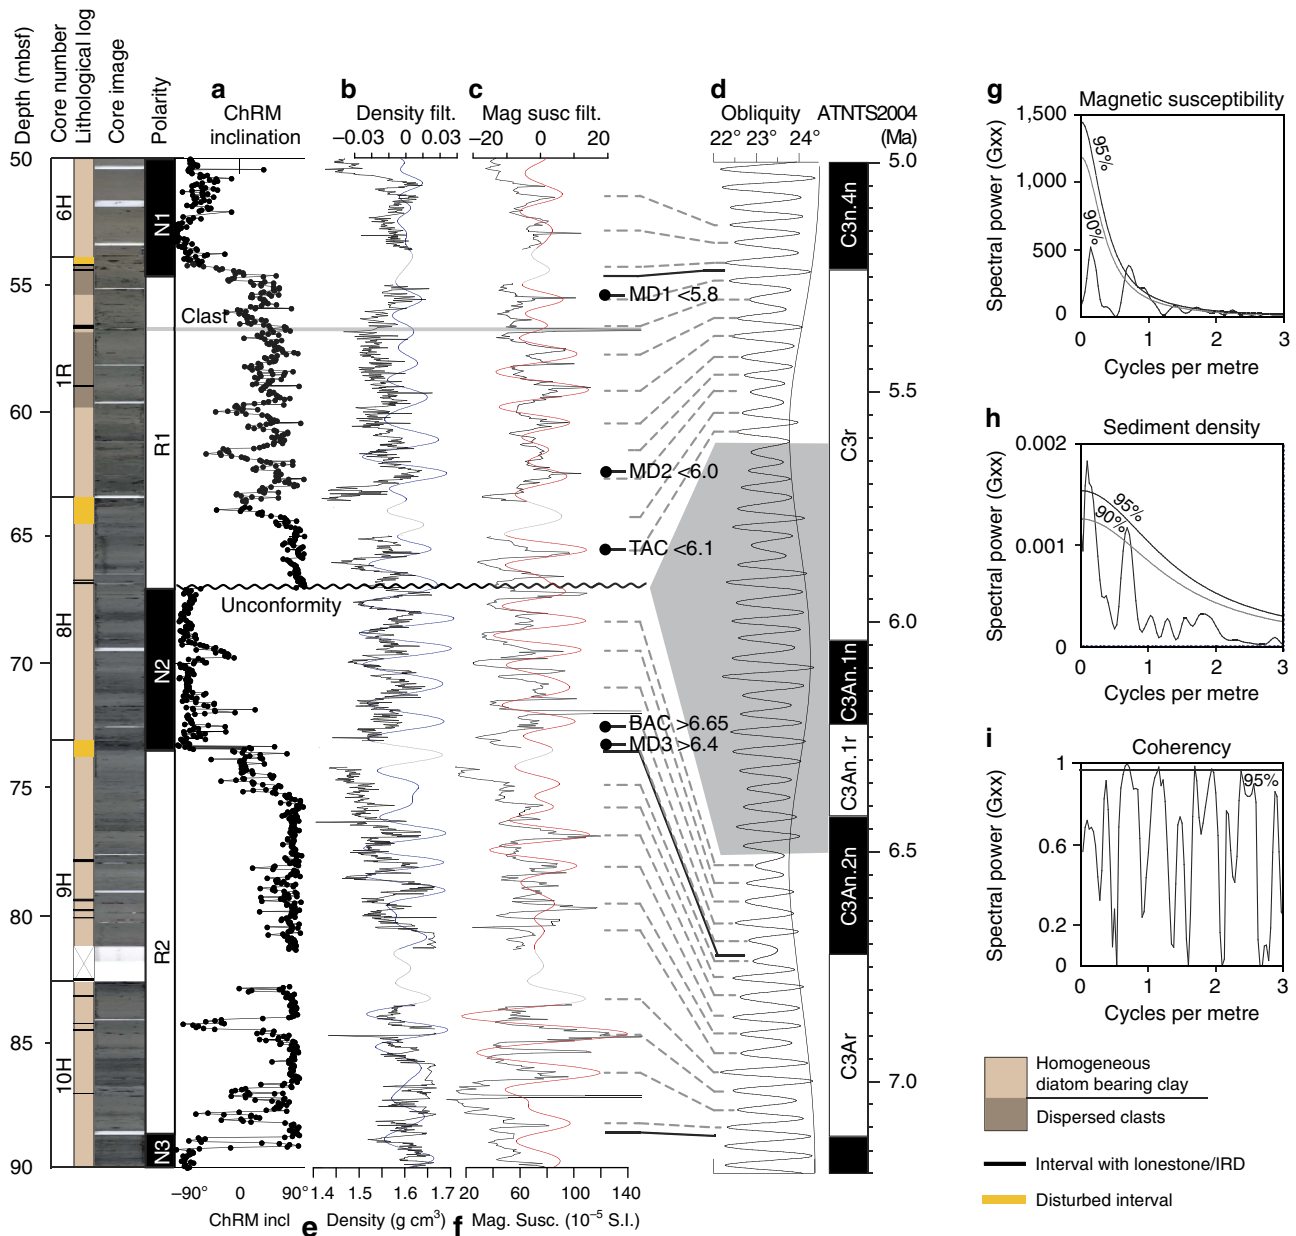 Depth (mbsf)
Core number
Lithological log
Core image
Polarity
a
ChRM
inclination
b
Density filt.
−0.03 0 0.03
c
Mag susc filt.
−20 0 20
d
Obliquity
22° 23° 24°
ATNTS2004
(Ma)
50
55
60
65
70
75
80
85
90
6H
1R
8H
9H
10H
N1
R1
N2
R2
N3
Clast
Unconformity
MD1 <5.8
MD2 <6.0
TAC <6.1
BAC >6.65
MD3 >6.4
5.0
5.5
6.0
6.5
7.0
C3n.4n
C3r
C3An.1n
C3An.1r
C3An.2n
C3Ar
−90° 0 90°
ChRM incl
e
1.4 1.5 1.6 1.7
Density (g cm³)
f
60 100 140
Mag. Susc. (10⁻⁵ S.I.)
g
Magnetic susceptibility
Spectral power (Gxx)
1,500
1,000
500
0
95%
90%
0 1 2 3
Cycles per metre
h
Sediment density
Spectral power (Gxx)
0.002
0.001
0
95%
90%
0 1 2 3
Cycles per metre
i
Coherency
Spectral power (Gxx)
1
0.6
0.2
0
95%
0 1 2 3
Cycles per metre
Homogeneous
diatom bearing clay
Dispersed clasts
Interval with lonestone/IRD
Disturbed interval